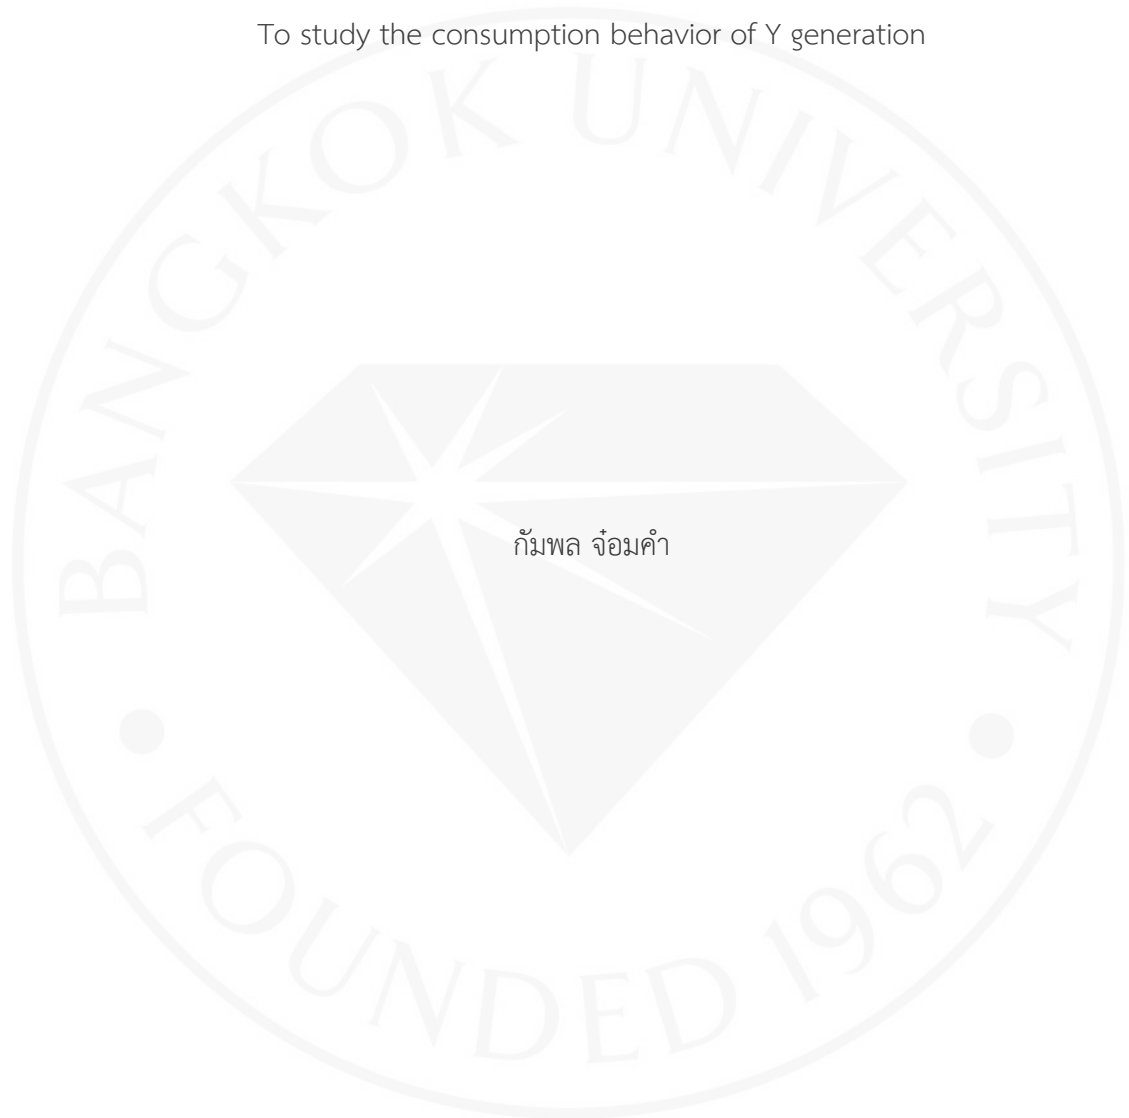 To study the consumption behavior of Y generation
BANGKOK UNIVERSITY
กัมพล จ๋อมคำ
• FOUNDED 1962 •